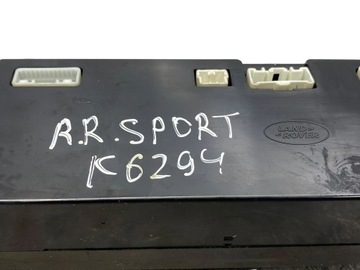 R.R. SPORT
K6294
LAND-
ROVER